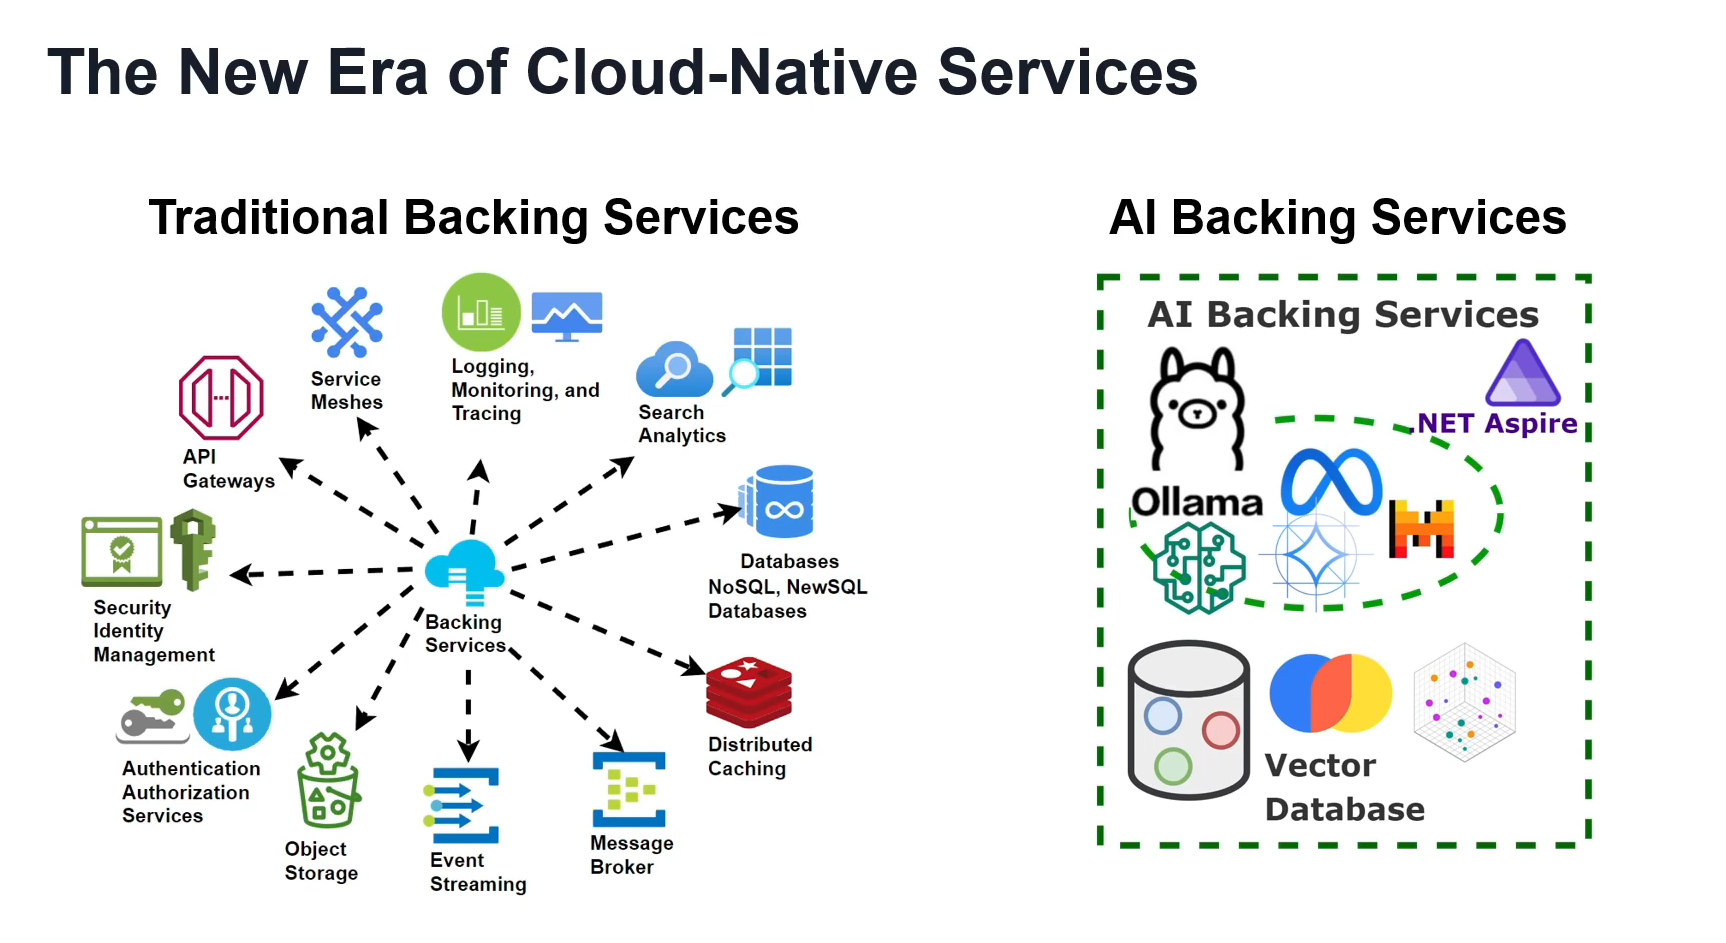 The New Era of Cloud-Native Services
Traditional Backing Services
API
Gateways
Service
Meshes
Logging,
Monitoring, and
Tracing
Search
Analytics
Databases
NoSQL, NewSQL
Databases
Security
Identity
Management
Backing
Services
Distributed
Caching
Authentication
Authorization
Services
Object
Storage
Event
Streaming
Message
Broker
AI Backing Services
AI Backing Services
.NET Aspire
Ollama
Vector
Database